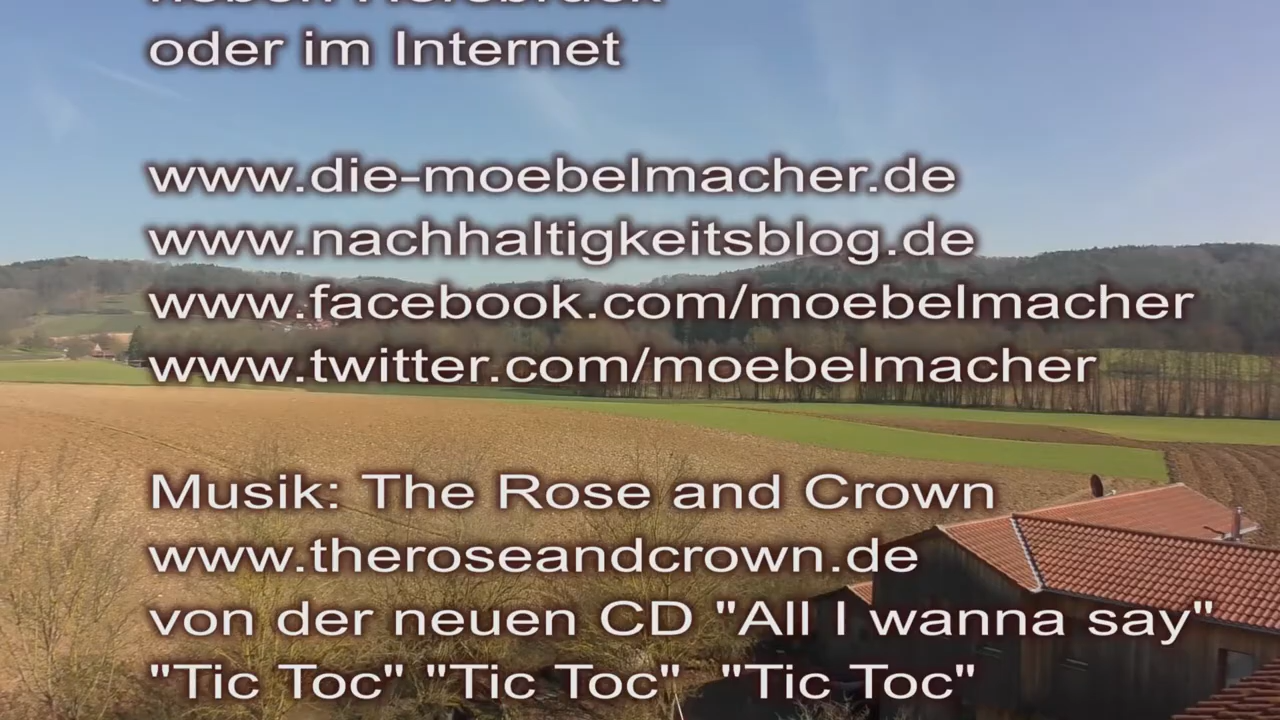 oder im Internet
www.die-moebelmacher.de
www.nachhaltigkeitsblog.de
www.facebook.com/moebelmacher
www.twitter.com/moebelmacher
Musik: The Rose and Crown
www.theroseandcrown.de
von der neuen CD "All I wanna say"
"Tic Toc" "Tic Toc" "Tic Toc"